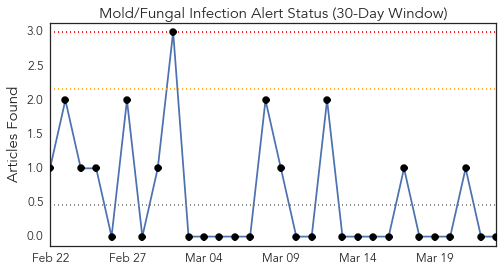 Mold/Fungal Infection Alert Status (30-Day Window)
Articles Found
3.0
2.5
2.0
1.5
1.0
0.5
0.0
Feb 22 Feb 27 Mar 04 Mar 09 Mar 14 Mar 19